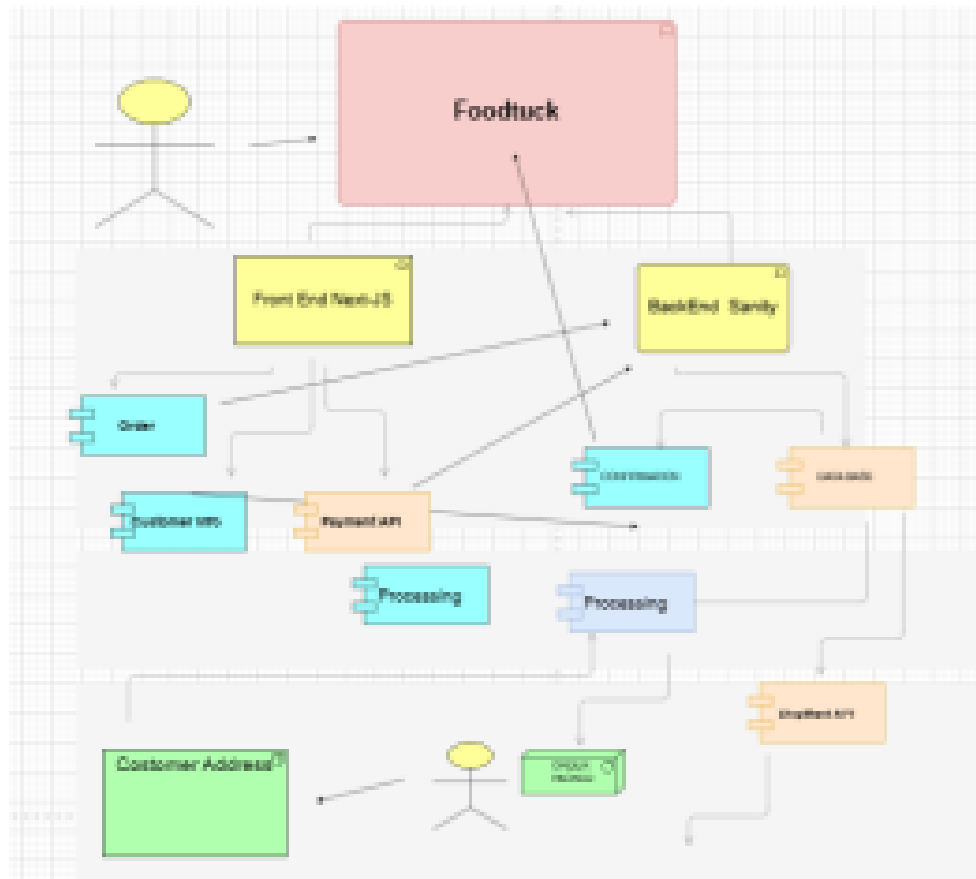 Foodtuck
Front End Next-JS
BackEnd Sanity
Order
Customer Info
Payment API
Processing
Processing
Shipment API
Customer Address